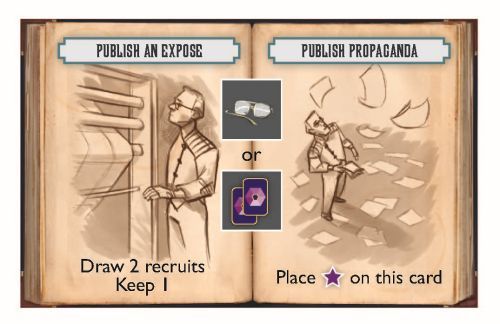 PUBLISH AN EXPOSE
Draw 2 recruits
Keep 1
or
PUBLISH PROPAGANDA
Place on this card